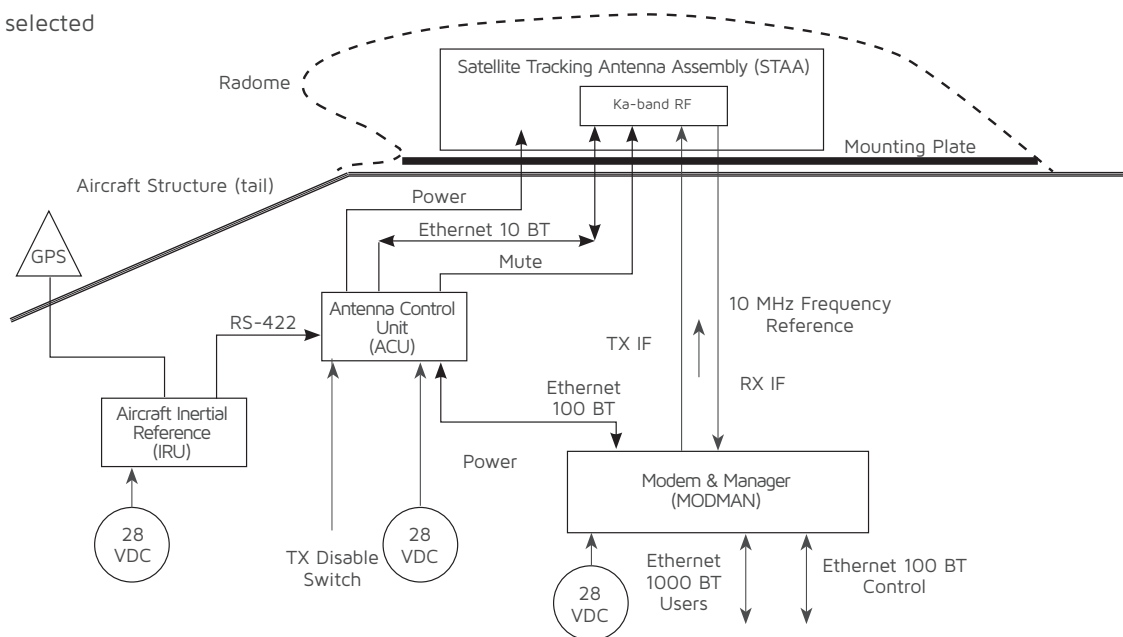 selected
Satellite Tracking Antenna Assembly (STAA)
Radome
Ka-band RF
Mounting Plate
Aircraft Structure (tail)
Power
Ethernet 10 BT
GPS
Mute
Antenna Control
Unit
(ACU)
10 MHz Frequency
Reference
RS-422
TX IF
RX IF
Ethernet
100 BT
Aircraft Inertial
Reference
(IRU)
Power
Modem & Manager
(MODMAN)
28
VDC
TX Disable
Switch
28
VDC
28
VDC
Ethernet
1000 BT
Users
Ethernet 100 BT
Control